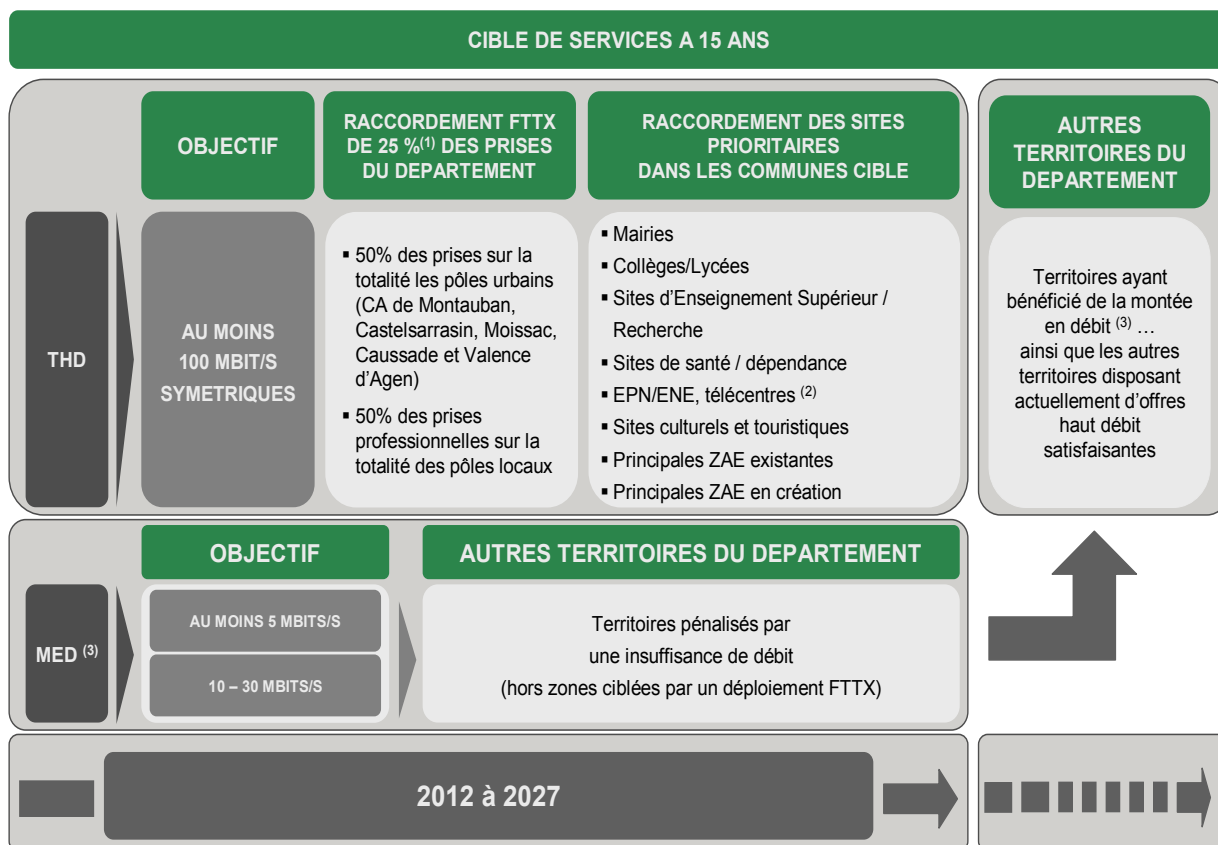 CIBLE DE SERVICES A 15 ANS
OBJECTIF
RACCORDEMENT FTTX
DE 25 %(1) DES PRISES
DU DEPARTEMENT
RACCORDEMENT DES SITES
PRIORITAIRES
DANS LES COMMUNES CIBLE
AUTRES
TERRITOIRES DU
DEPARTEMENT
THD
AU MOINS
100 MBIT/S
SYMETRIQUES
▪ 50% des prises sur la
totalité les pôles urbains
(CA de Montauban,
Castelsarrasin, Moissac,
Caussade et Valence
d’Agen)
▪ 50% des prises
professionnelles sur la
totalité des pôles locaux
▪ Mairies
▪ Collèges/Lycées
▪ Sites d’Enseignement Supérieur /
Recherche
▪ Sites de santé / dépendance
▪ EPN/ENE, télécentres (2)
▪ Sites culturels et touristiques
▪ Principales ZAE existantes
▪ Principales ZAE en création
Territoires ayant
bénéficié de la montée
en débit (3) …
ainsi que les autres
territoires disposant
actuellement d’offres
haut débit
satisfaisantes
OBJECTIF
AUTRES TERRITOIRES DU DEPARTEMENT
MED (3)
AU MOINS 5 MBITS/S
10 – 30 MBITS/S
Territoires pénalisés par
une insuffisance de débit
(hors zones ciblées par un déploiement FTTX)
2012 à 2027